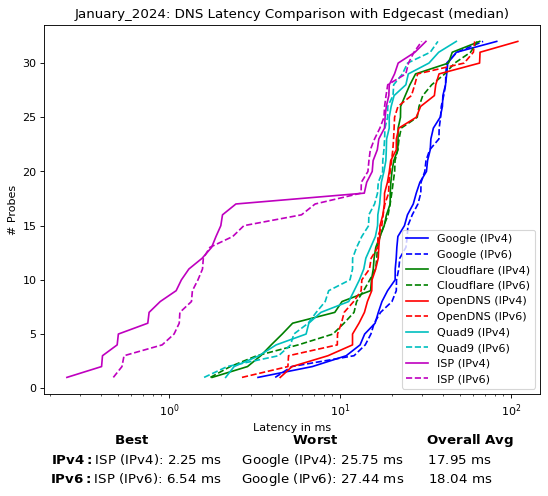 January_2024: DNS Latency Comparison with Edgecast (median)
# Probes
30
25
20
15
10
5
0
Google (IPv4)
Google (IPv6)
Cloudflare (IPv4)
Cloudflare (IPv6)
OpenDNS (IPv4)
OpenDNS (IPv6)
Quad9 (IPv4)
Quad9 (IPv6)
ISP (IPv4)
ISP (IPv6)
10⁰ 10¹ 10²
Latency in ms
Best Worst Overall Avg
IPv4: ISP (IPv4): 2.25 ms Google (IPv4): 25.75 ms 17.95 ms
IPv6: ISP (IPv6): 6.54 ms Google (IPv6): 27.44 ms 18.04 ms